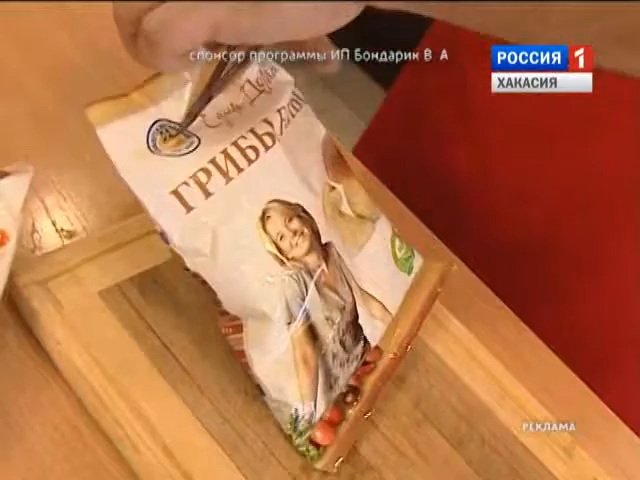 спонсор программы ИП Бондарик В А
РОССИЯ 1
ХАКАСИЯ
ГРИБЫ
РЕКЛАМА